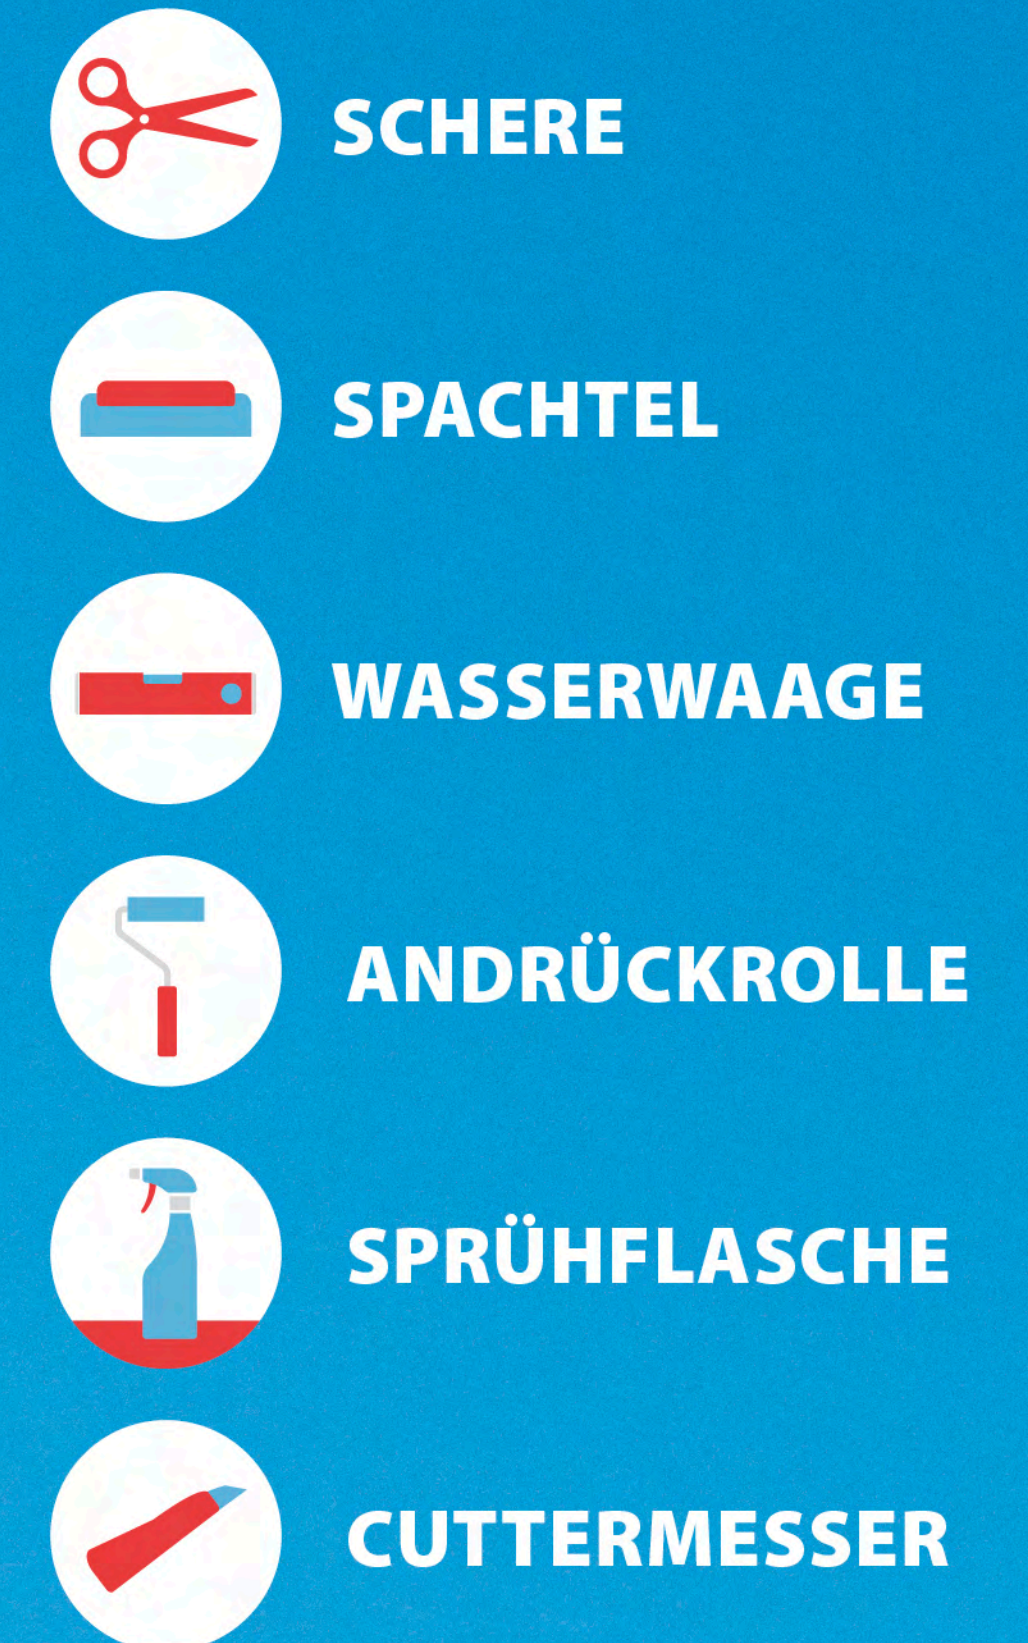 SCHERE
SPACHTEL
WASSERWAAGE
ANDRÜCKROLLE
SPRÜHFLASCHE
CUTTERMESSER